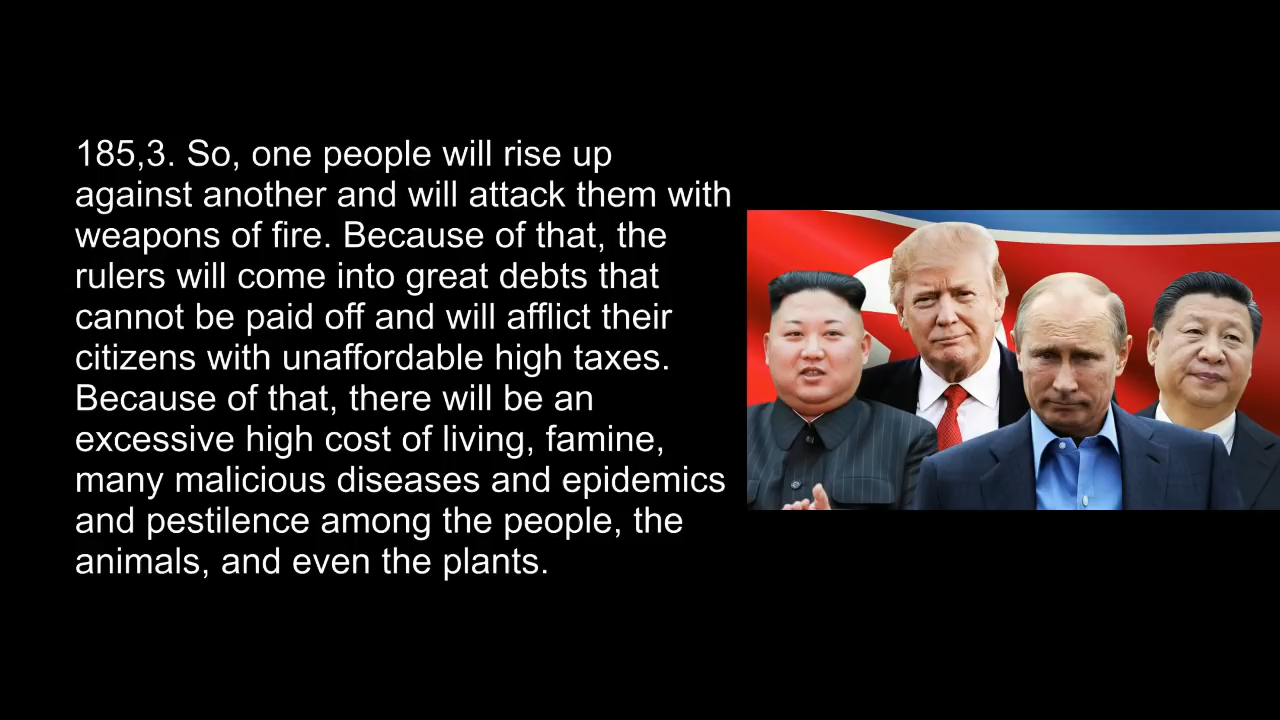 185,3. So, one people will rise up
against another and will attack them with
weapons of fire. Because of that, the
rulers will come into great debts that
cannot be paid off and will afflict their
citizens with unaffordable high taxes.
Because of that, there will be an
excessive high cost of living, famine,
many malicious diseases and epidemics
and pestilence among the people, the
animals, and even the plants.